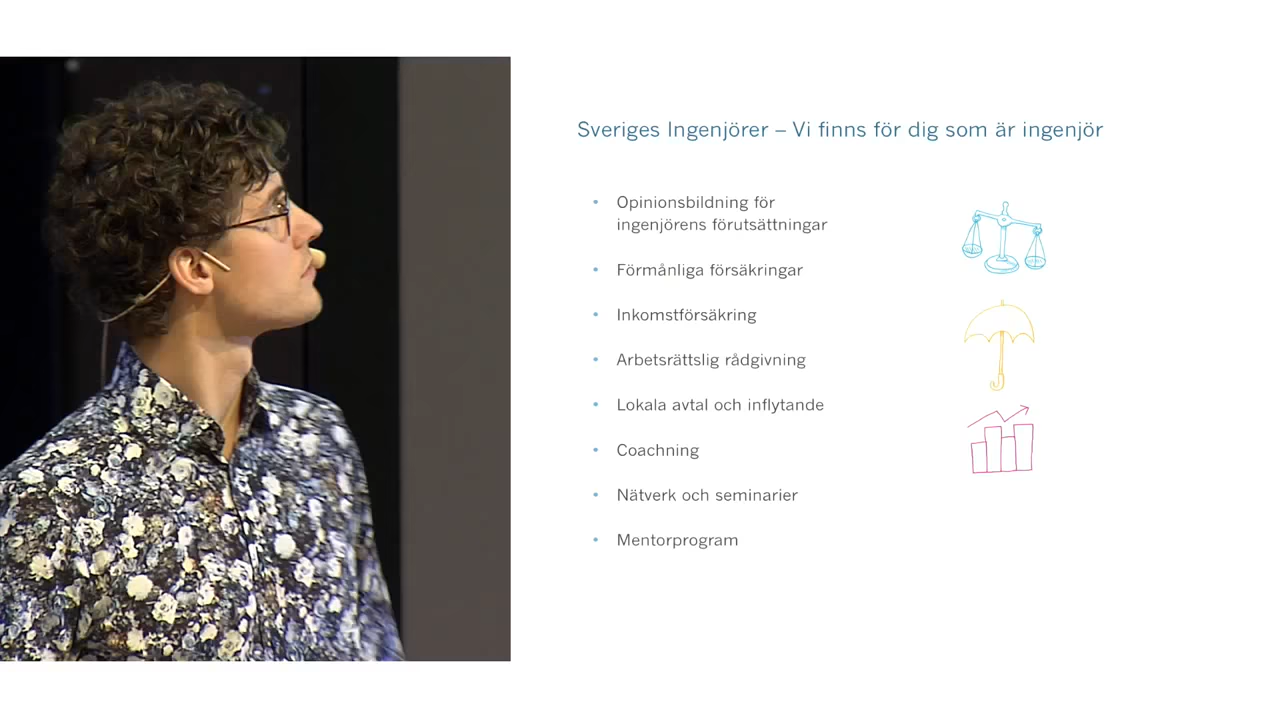 Sveriges Ingenjörer – Vi finns för dig som är ingenjör
• Opinionsbildning för
ingenjörens förutsättningar
• Förmånliga försäkringar
• Inkomstförsäkring
• Arbetsrättslig rådgivning
• Lokala avtal och inflytande
• Coachning
• Nätverk och seminarier
• Mentorprogram